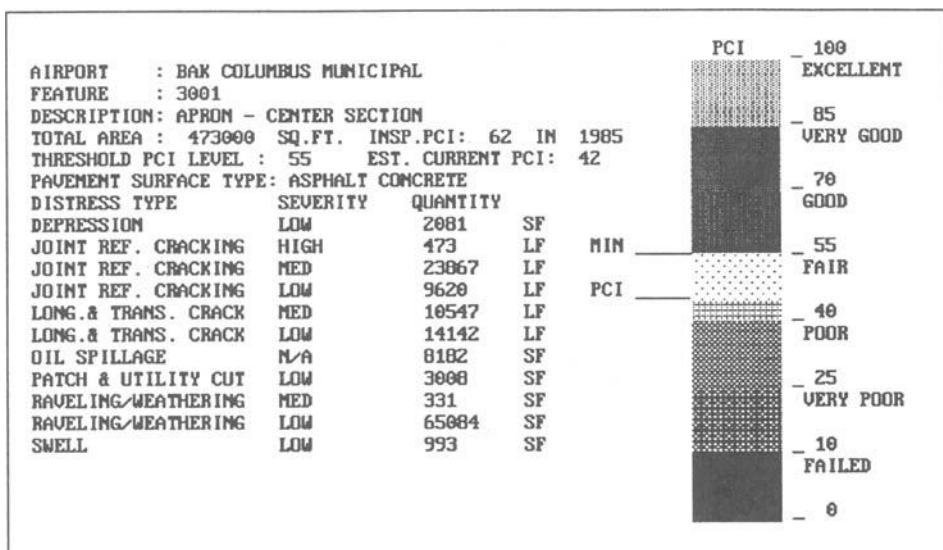 AIRPORT : BAK COLUMBUS MUNICIPAL
FEATURE : 3001
DESCRIPTION: APRON - CENTER SECTION
TOTAL AREA : 473000 SQ.FT. INSP.PCI: 62 IN 1985
THRESHOLD PCI LEVEL : 55 EST. CURRENT PCI: 42
PAVEMENT SURFACE TYPE: ASPHALT CONCRETE
DISTRESS TYPE SEVERITY QUANTITY
DEPRESSION LOW 2081 SF
JOINT REF. CRACKING HIGH 473 LF
JOINT REF. CRACKING MED 23867 LF
JOINT REF. CRACKING LOW 9620 LF
LONG.& TRANS. CRACK MED 10547 LF
LONG.& TRANS. CRACK LOW 14142 LF
OIL SPILLAGE N/A 8182 SF
PATCH & UTILITY CUT LOW 3008 SF
RAVELING/WEATHERING MED 331 SF
RAVELING/WEATHERING LOW 65084 SF
SWELL LOW 993 SF
PCI _ 100
EXCELLENT
_ 85
VERY GOOD
_ 70
GOOD
MIN _ 55
FAIR
PCI _ 40
POOR
_ 25
VERY POOR
_ 10
FAILED
_ 0